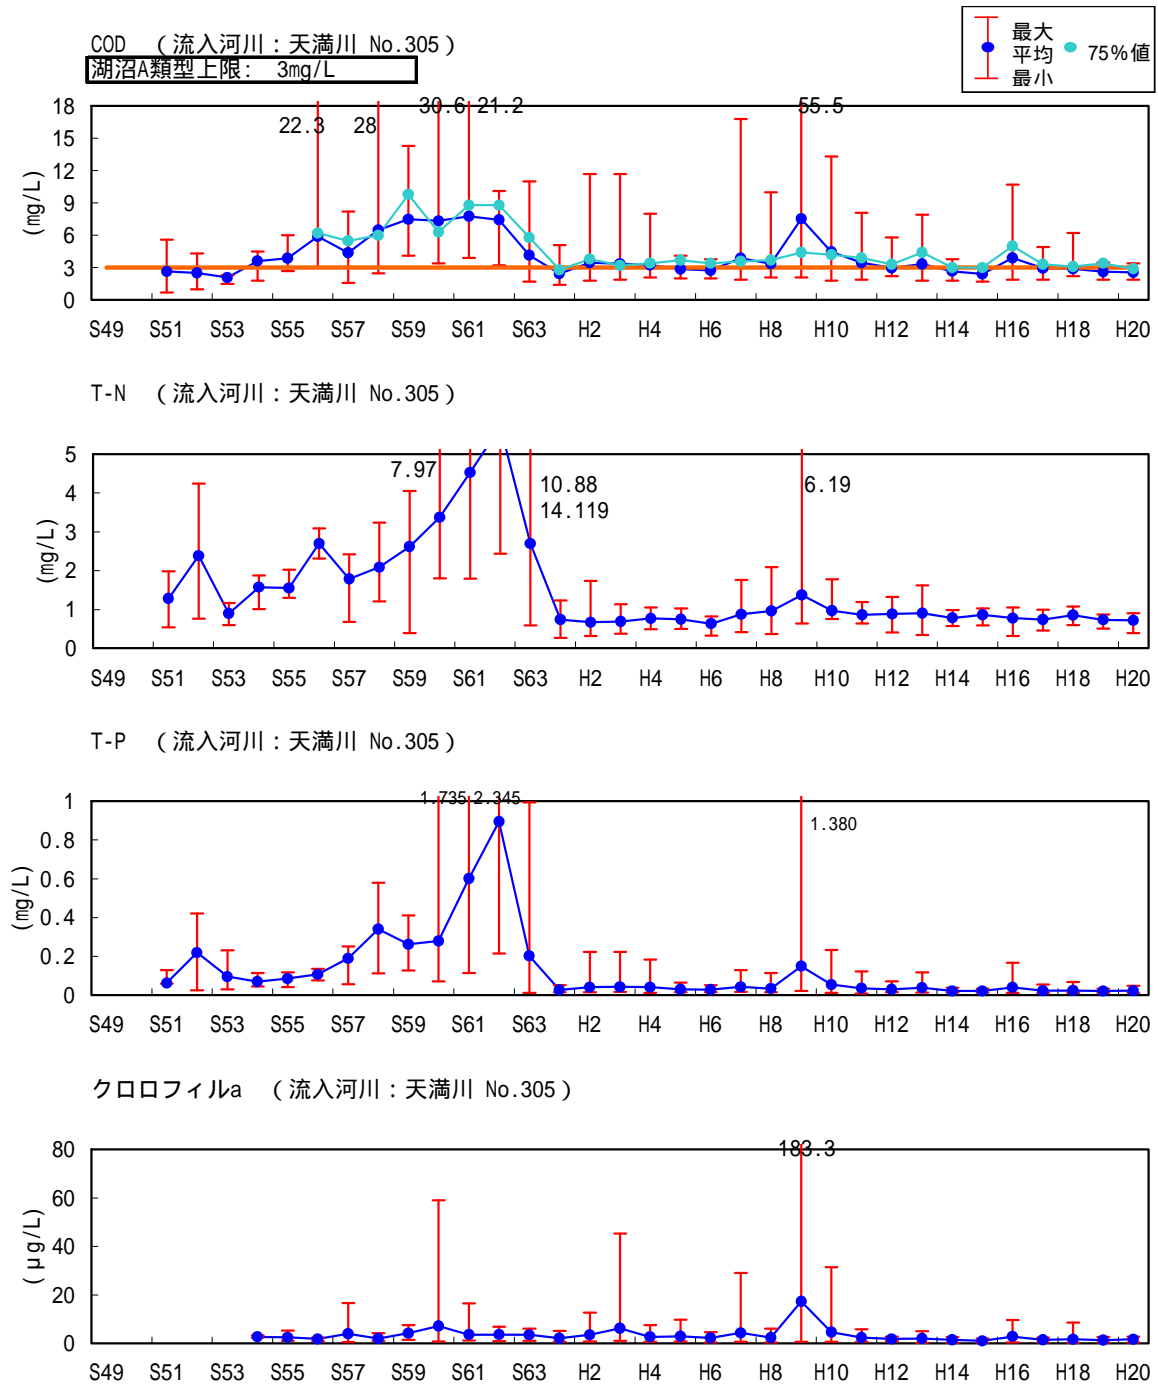 COD （流入河川：天満川 No.305）
湖沼A類型上限: 3mg/L
最大
平均
最小
75%値
(mg/L)
18
15
12
9
6
3
0
22.3
28
30.6
21.2
55.5
S49 S51 S53 S55 S57 S59 S61 S63 H2 H4 H6 H8 H10 H12 H14 H16 H18 H20
T-N （流入河川：天満川 No.305）
(mg/L)
5
4
3
2
1
0
7.97
10.88
14.119
6.19
S49 S51 S53 S55 S57 S59 S61 S63 H2 H4 H6 H8 H10 H12 H14 H16 H18 H20
T-P （流入河川：天満川 No.305）
(mg/L)
1
0.8
0.6
0.4
0.2
0
1.735
2.345
1.380
S49 S51 S53 S55 S57 S59 S61 S63 H2 H4 H6 H8 H10 H12 H14 H16 H18 H20
クロロフィルa （流入河川：天満川 No.305）
(μg/L)
80
60
40
20
0
183.3
S49 S51 S53 S55 S57 S59 S61 S63 H2 H4 H6 H8 H10 H12 H14 H16 H18 H20